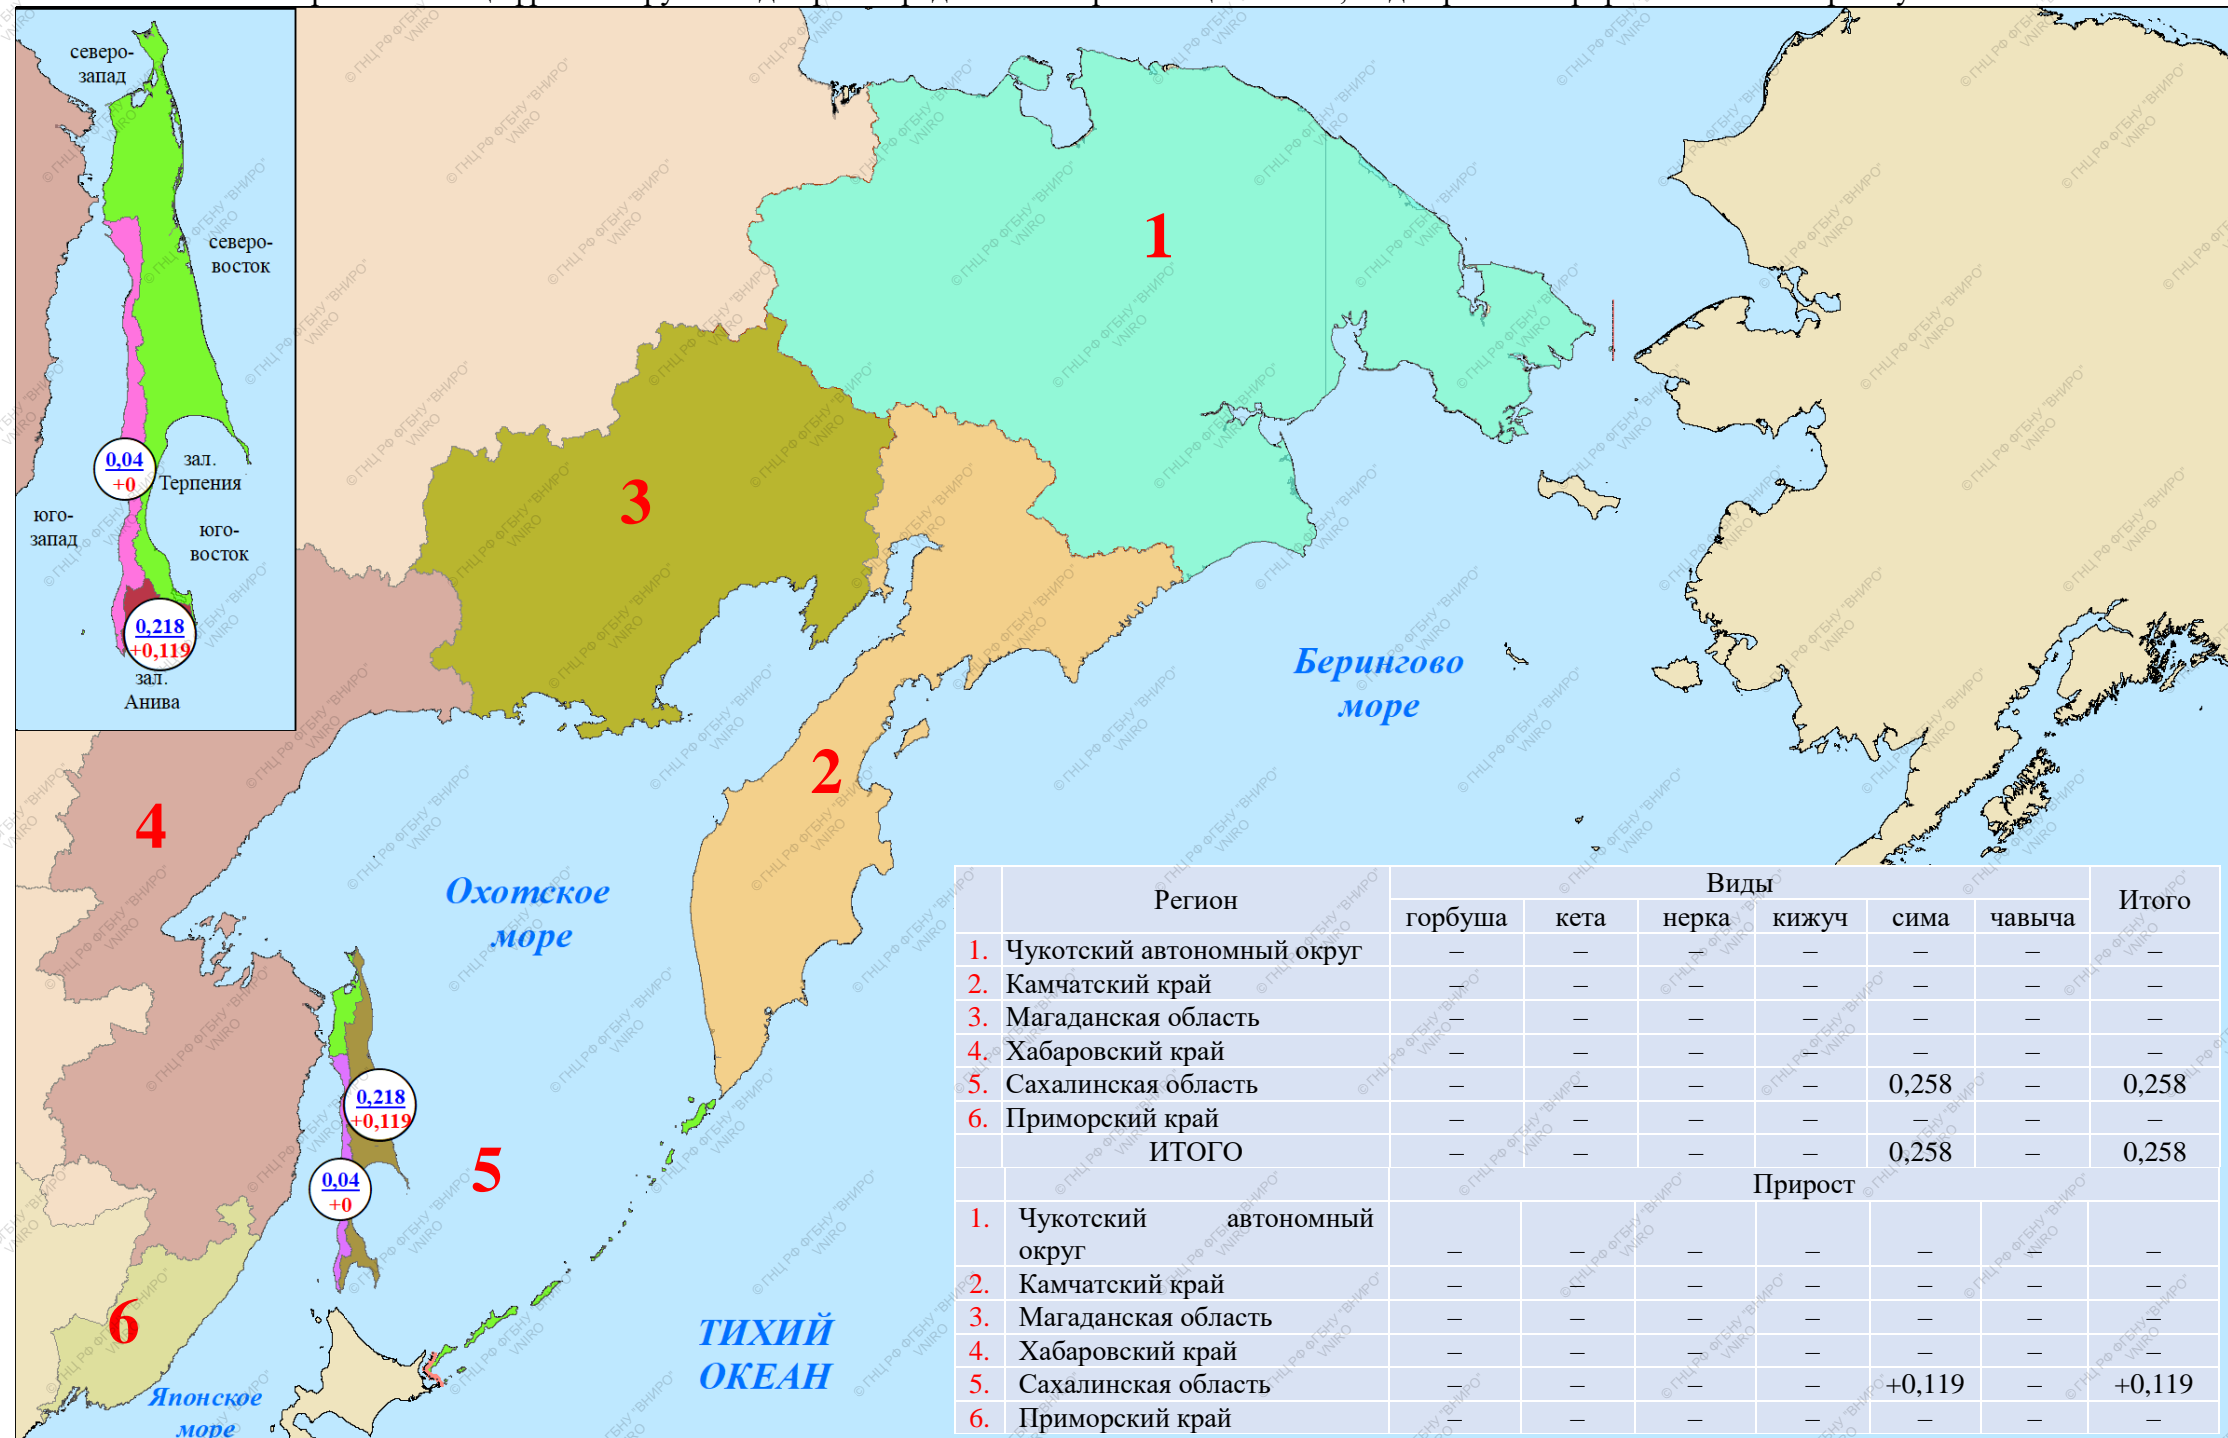 северо-
запад
северо-
восток
0,04
+0
зал.
Терпения
юго-
запад
юго-
восток
0,218
+0,119
зал.
Анива
1
3
2
4
5
6
Берингово
море
Охотское
море
0,218
+0,119
0,04
+0
ТИХИЙ
ОКЕАН
Японское
море
Регион Виды Итого
горбуша кета нерка кижуч сима чавыча
1. Чукотский автономный округ – – – – – – –
2. Камчатский край – – – – – – –
3. Магаданская область – – – – – – –
4. Хабаровский край – – – – – – –
5. Сахалинская область – – – – 0,258 – 0,258
6. Приморский край – – – – – – –
ИТОГО – – – – 0,258 – 0,258
Прирост
1. Чукотский автономный
округ – – – – – – –
2. Камчатский край – – – – – – –
3. Магаданская область – – – – – – –
4. Хабаровский край – – – – – – –
5. Сахалинская область – – – – +0,119 – +0,119
6. Приморский край – – – – – – –
© ГНЦ РФ ФГБНУ "ВНИРО"
VNIRO